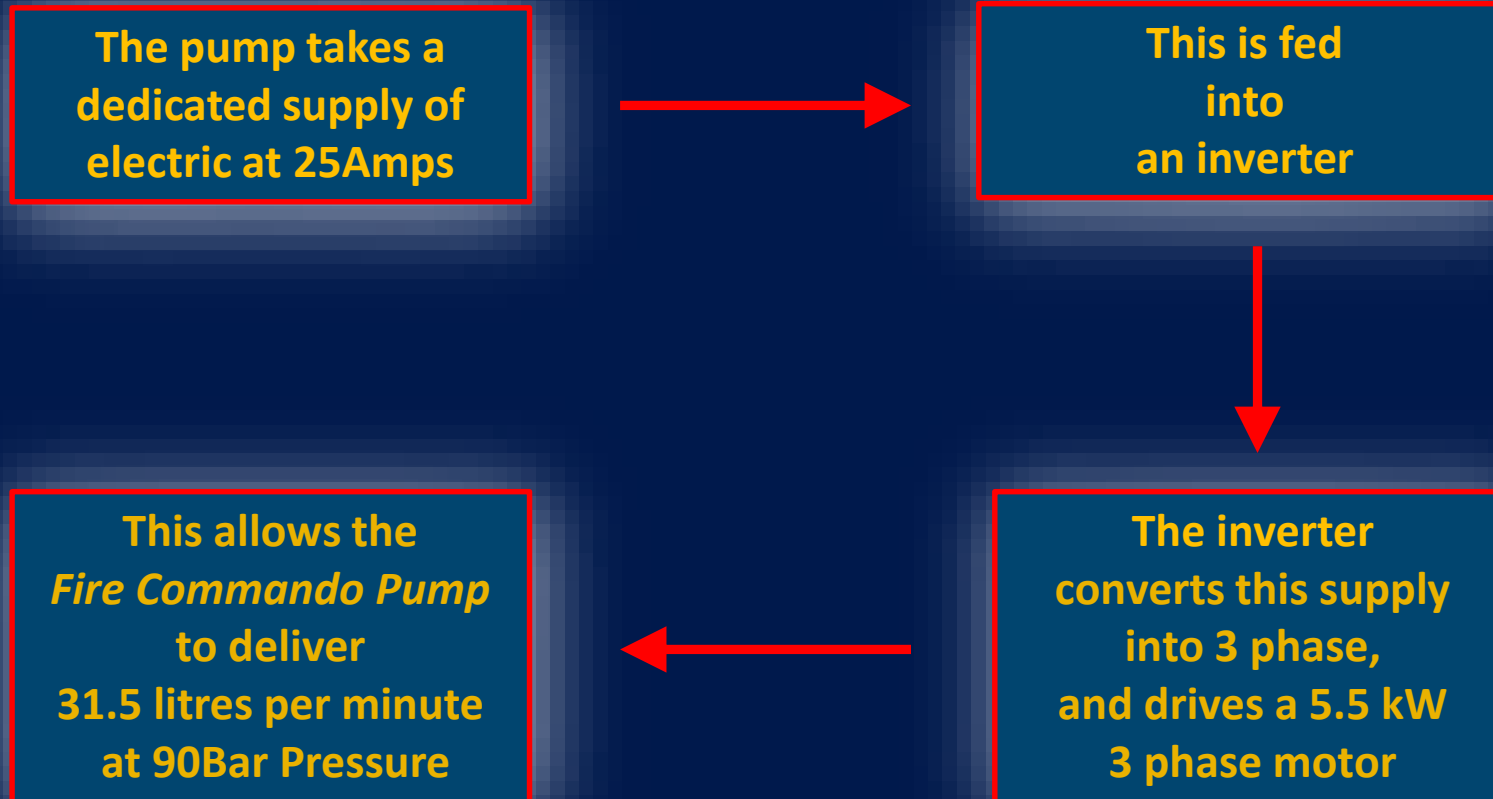 The pump takes a
dedicated supply of
electric at 25Amps
This is fed
into
an inverter
The inverter
converts this supply
into 3 phase,
and drives a 5.5 kW
3 phase motor
This allows the
Fire Commando Pump
to deliver
31.5 litres per minute
at 90Bar Pressure